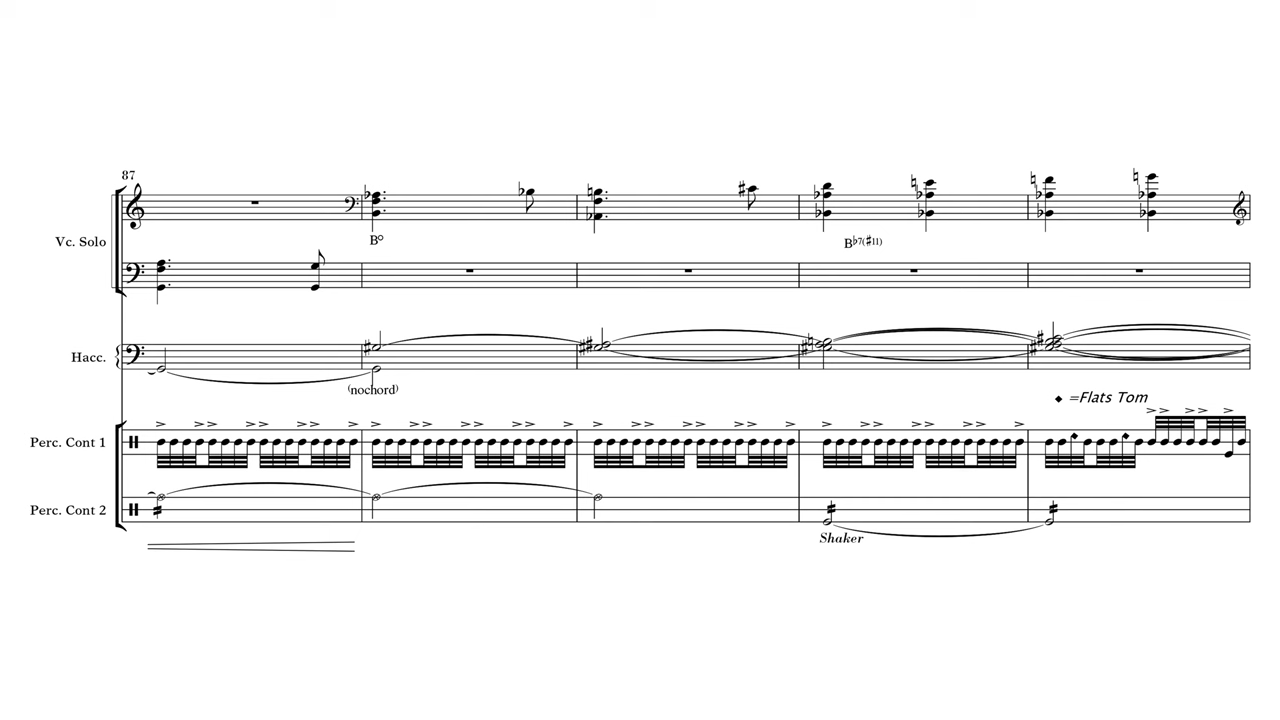 87
Vc. Solo
B°
B♭7(♯11)
Hacc.
(nochord)
=Flats Tom
Perc. Cont 1
Perc. Cont 2
Shaker